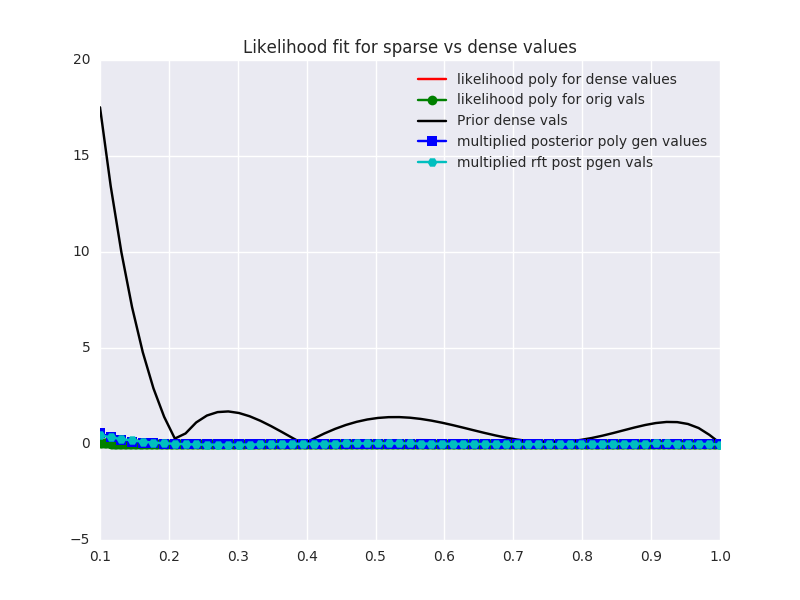 Likelihood fit for sparse vs dense values
20
15
10
5
0
−5
likelihood poly for dense values
likelihood poly for orig vals
Prior dense vals
multiplied posterior poly gen values
multiplied rft post pgen vals
0.1 0.2 0.3 0.4 0.5 0.6 0.7 0.8 0.9 1.0